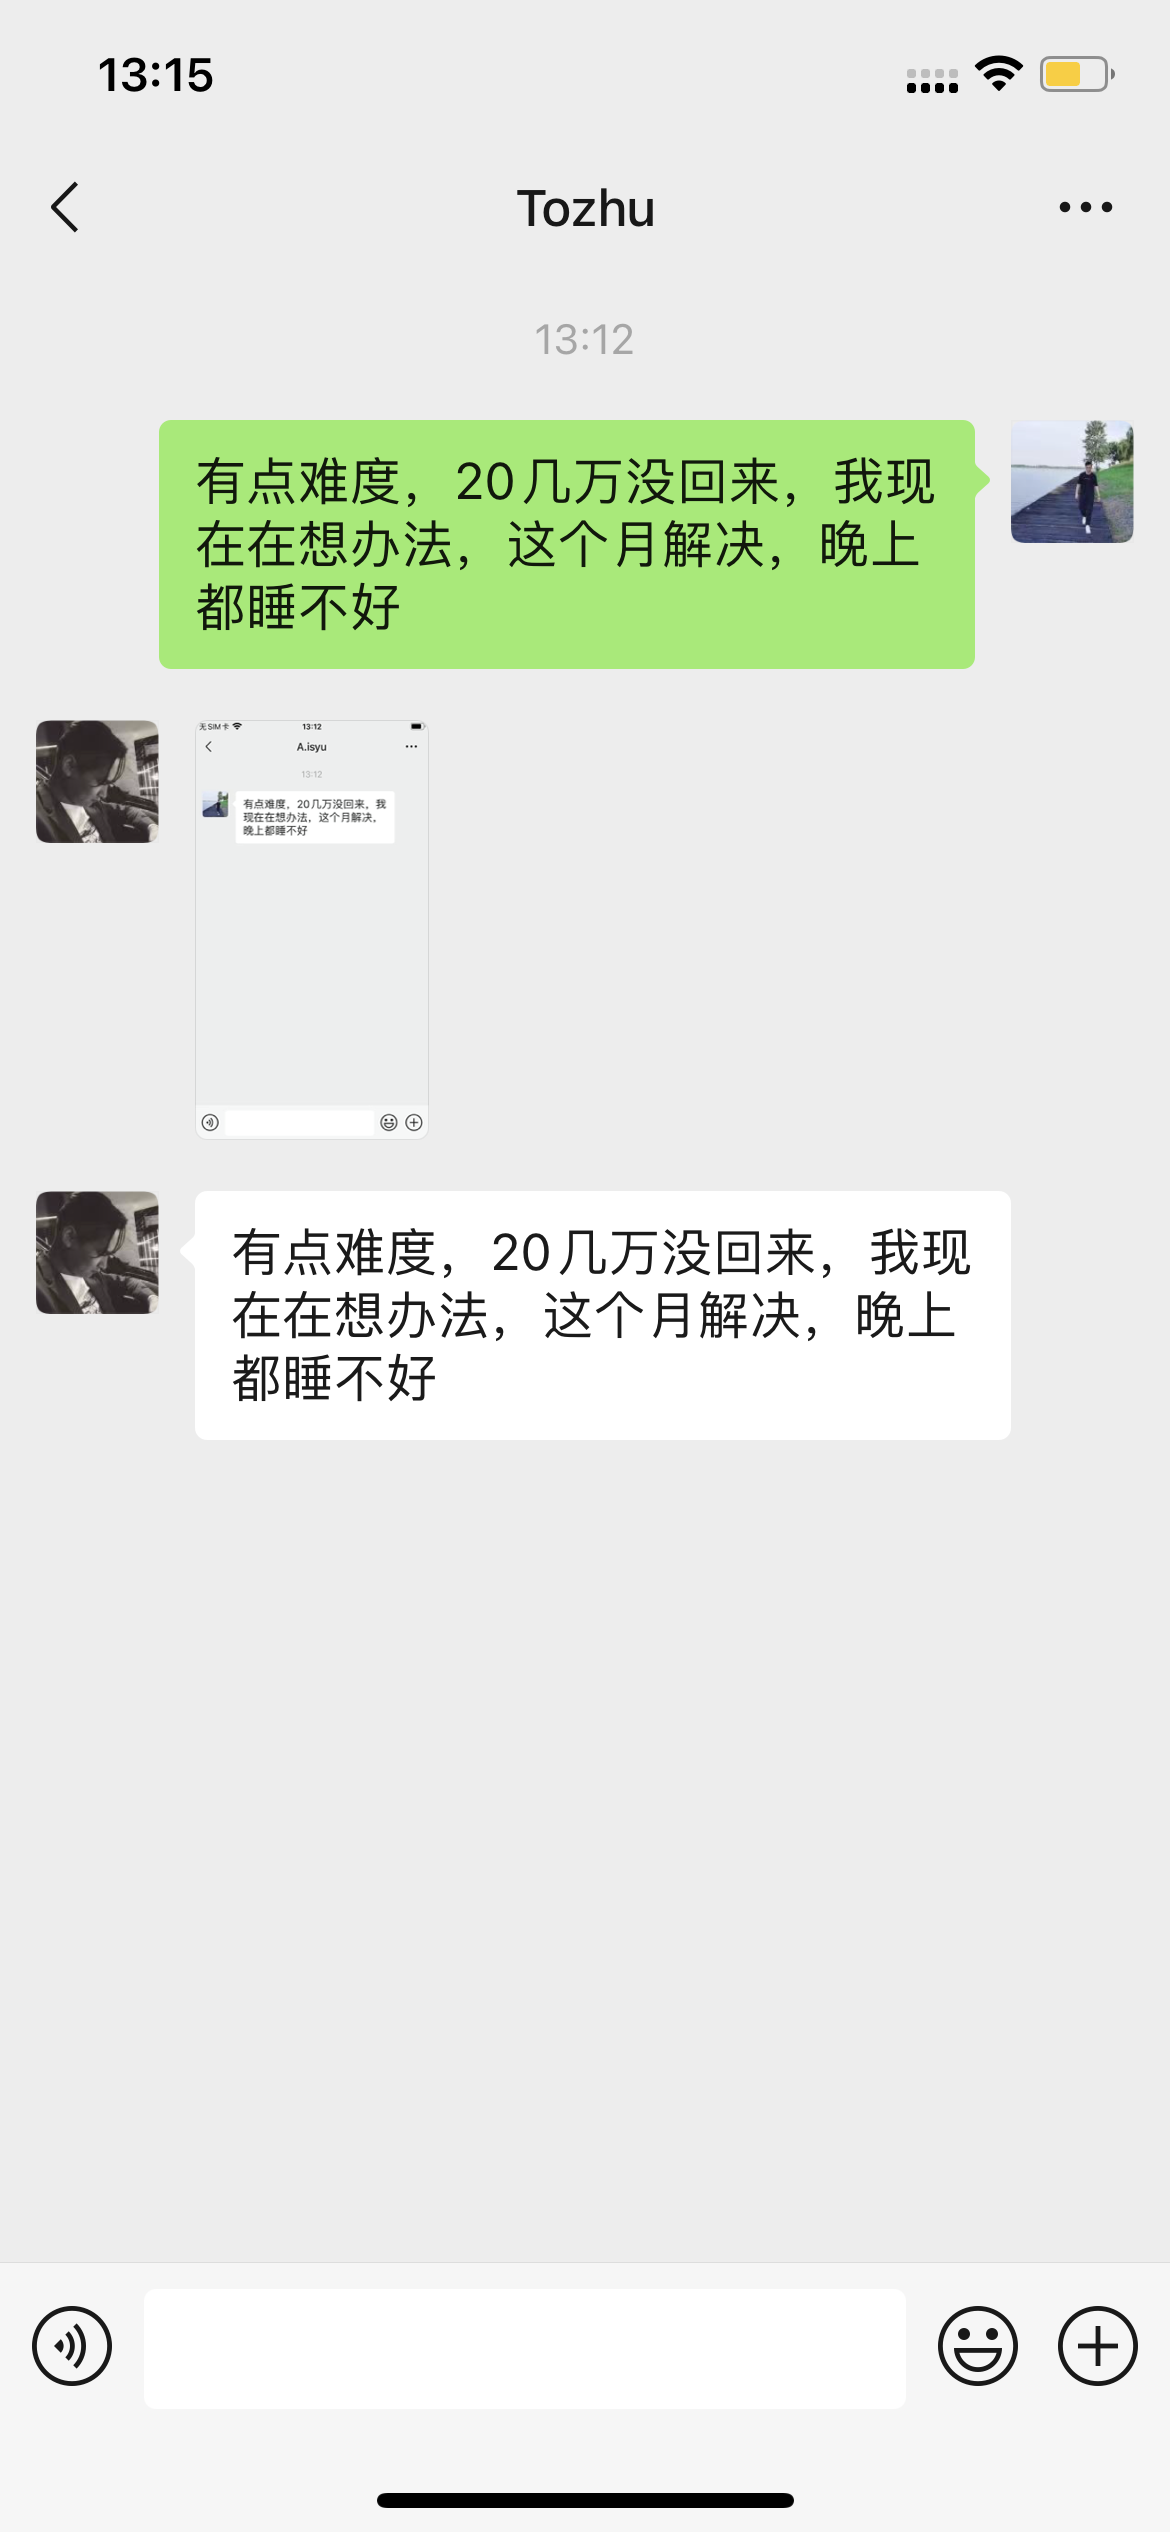 13:15
Tozhu
13:12
有点难度，20几万没回来，我现
在在想办法，这个月解决，晚上
都睡不好
无SIM卡 13:12
A.isyu
13:12
有点难度，20几万没回来，我
现在在想办法，这个月解决，
晚上都睡不好
有点难度，20几万没回来，我现
在在想办法，这个月解决，晚上
都睡不好